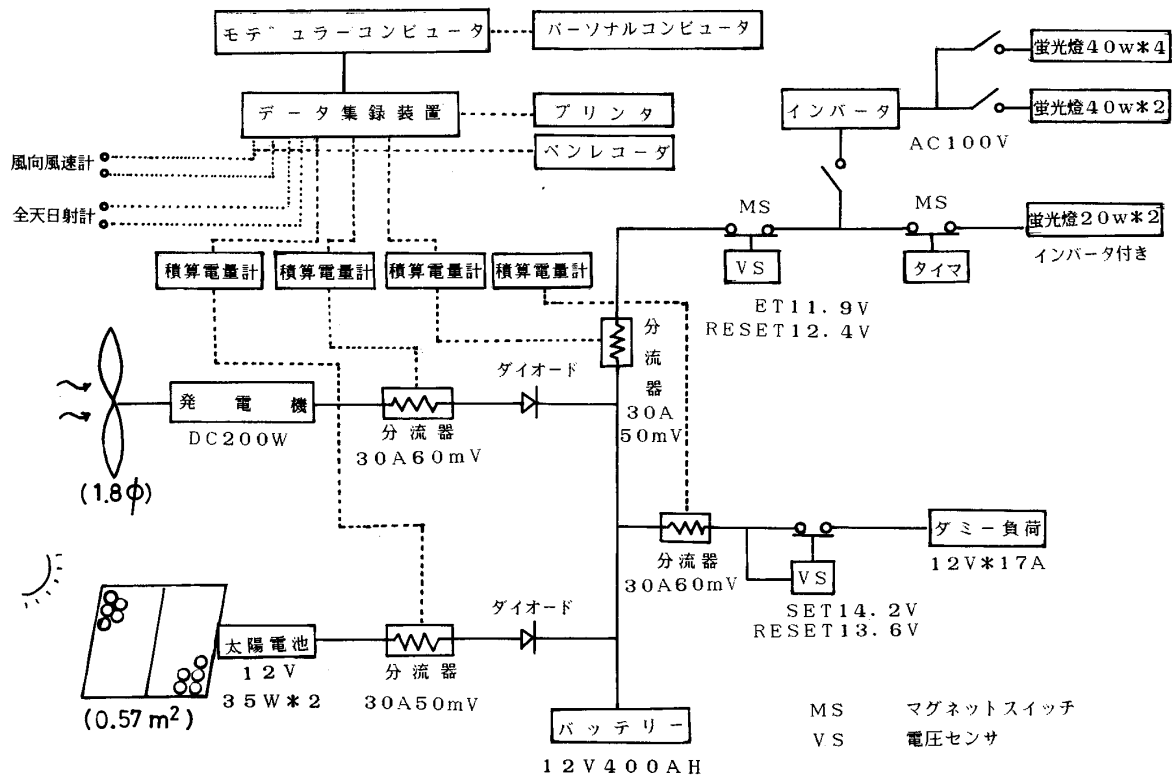 モデュラーコンピュータ
パーソナルコンピュータ
データ集録装置
プリンタ
ペンレコーダ
風向風速計
全天日射計
インバータ
AC100V
蛍光燈40w*4
蛍光燈40w*2
MS
MS
VS
タイマ
蛍光燈20w*2
インバータ付き
ET11.9V
RESET12.4V
積算電量計
積算電量計
積算電量計
積算電量計
分流器
30A
50mV
ダイオード
発電機
DC200W
分流器
30A60mV
(1.8φ)
分流器
30A60mV
VS
ダミー負荷
12V*17A
SET14.2V
RESET13.6V
ダイオード
太陽電池
12V
35W*2
分流器
30A50mV
(0.57m²)
バッテリー
12V400AH
MS マグネットスイッチ
VS 電圧センサ